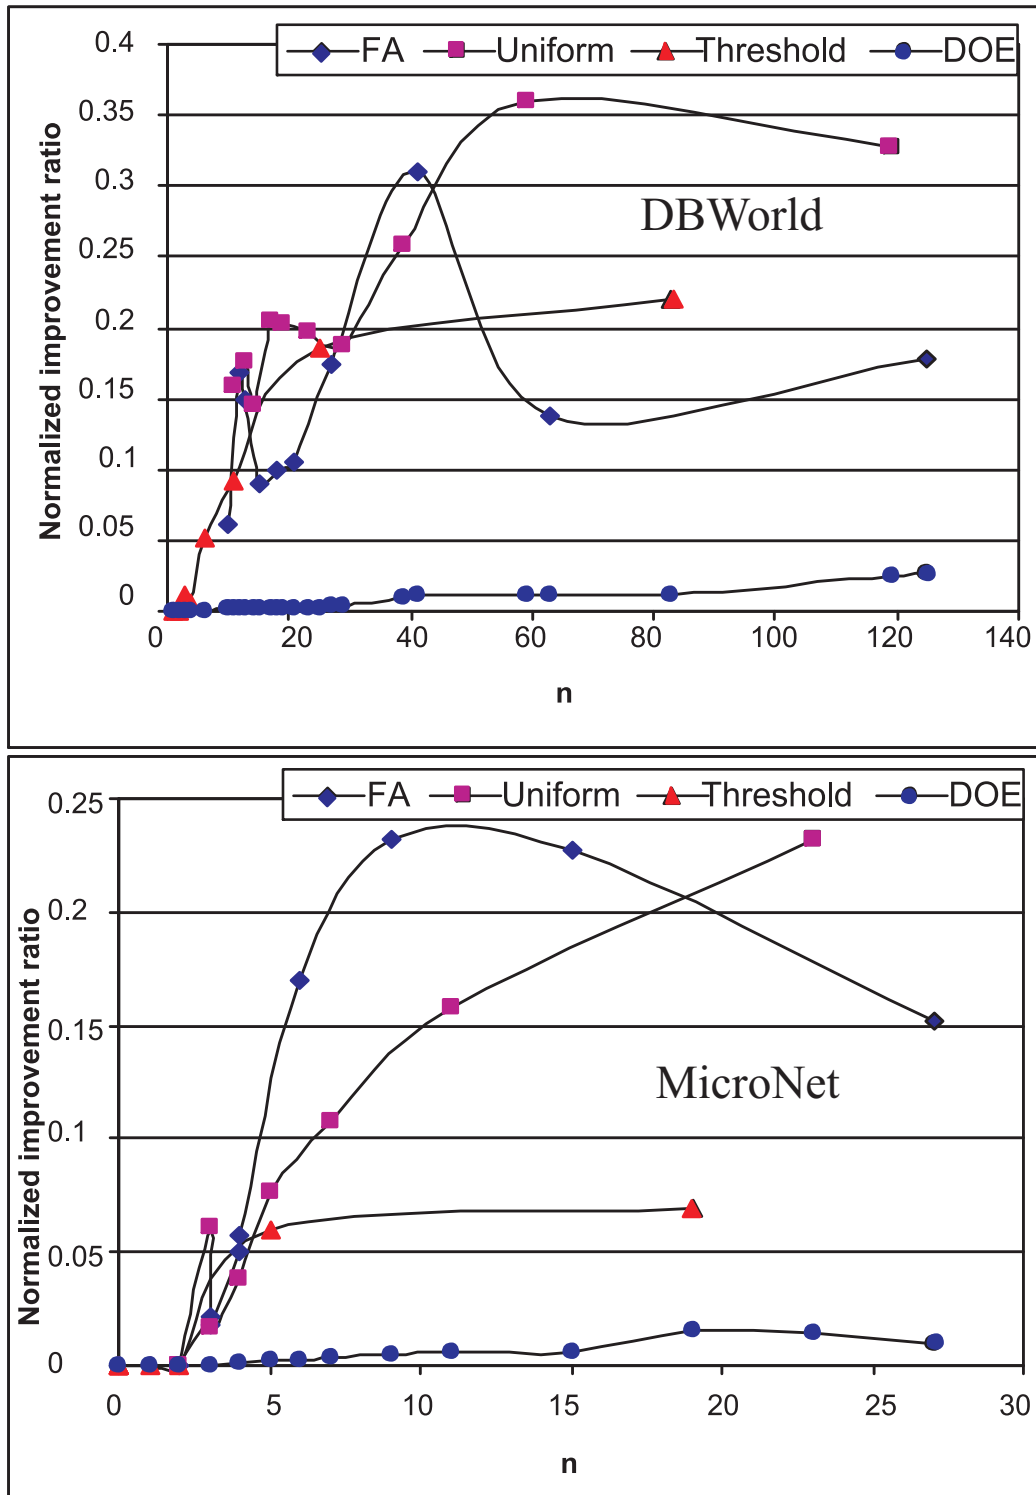 FA Uniform Threshold DOE
0.4
0.35
0.3
0.25
0.2
0.15
0.1
0.05
0
Normalized improvement ratio
DBWorld
0 20 40 60 80 100 120 140
n
FA Uniform Threshold DOE
0.25
0.2
0.15
0.1
0.05
0
Normalized improvement ratio
MicroNet
0 5 10 15 20 25 30
n